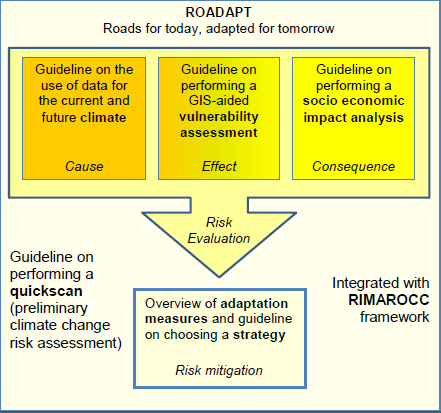 ROADAPT
Roads for today, adapted for tomorrow
Guideline on the
use of data for
the current and
future climate
Cause
Guideline on
performing a
GIS-aided
vulnerability
assessment
Effect
Guideline on
performing a
socio economic
impact analysis
Consequence
Risk
Evaluation
Guideline on
performing a
quickscan
(preliminary
climate change
risk assessment)
Integrated with
RIMAROCC
framework
Overview of adaptation
measures and guideline
on choosing a strategy
Risk mitigation